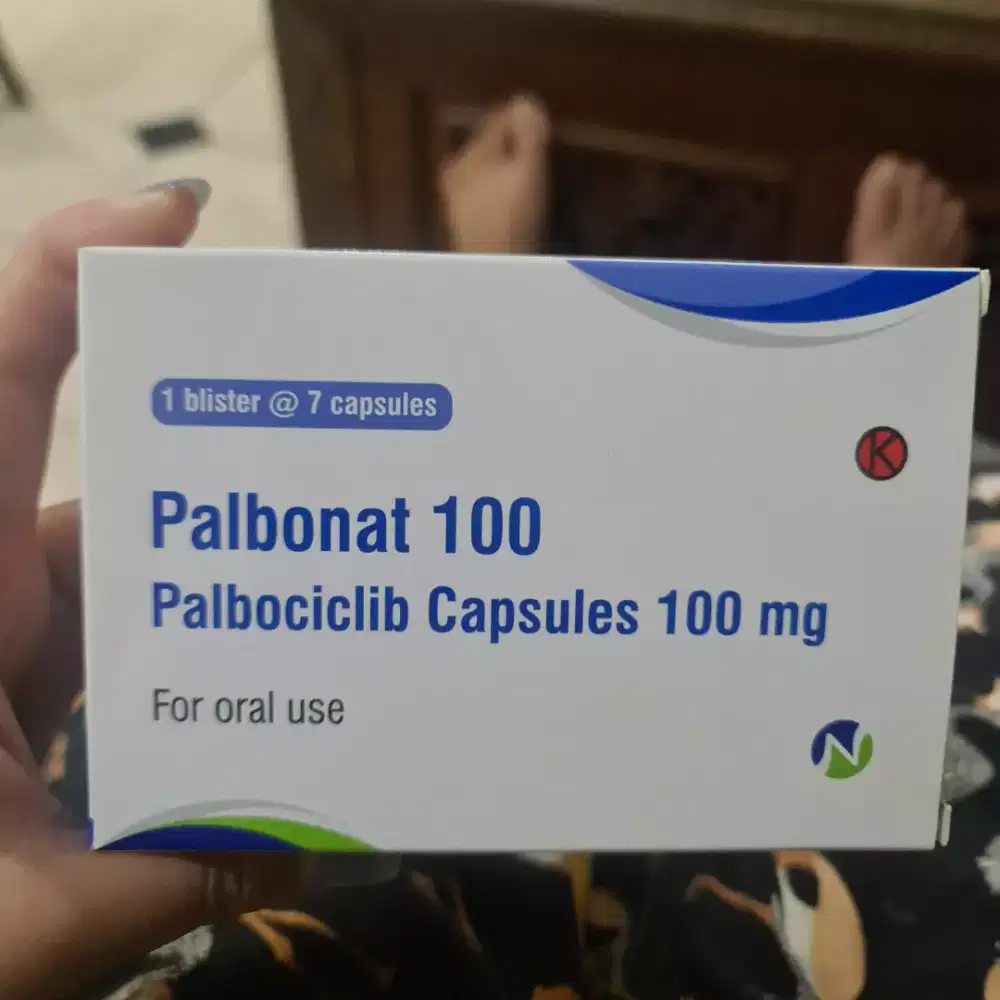 1 blister @ 7 capsules
K
Palbonat 100
Palbociclib Capsules 100 mg
For oral use
N